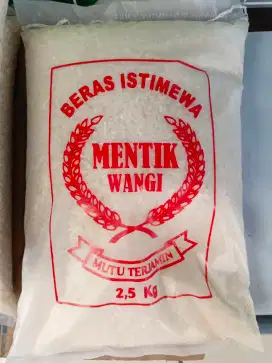 BERAS ISTIMEWA
MENTIK
WANGI
MUTU TERJAMIN
2,5 Kg